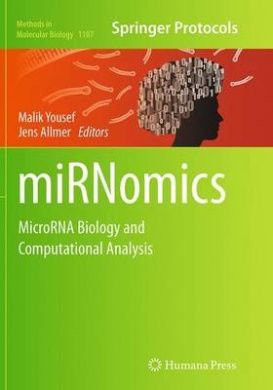 Methods in
Molecular Biology 1107
Springer Protocols
Malik Yousef
Jens Allmer Editors
miRNomics
MicroRNA Biology and
Computational Analysis
Humana Press